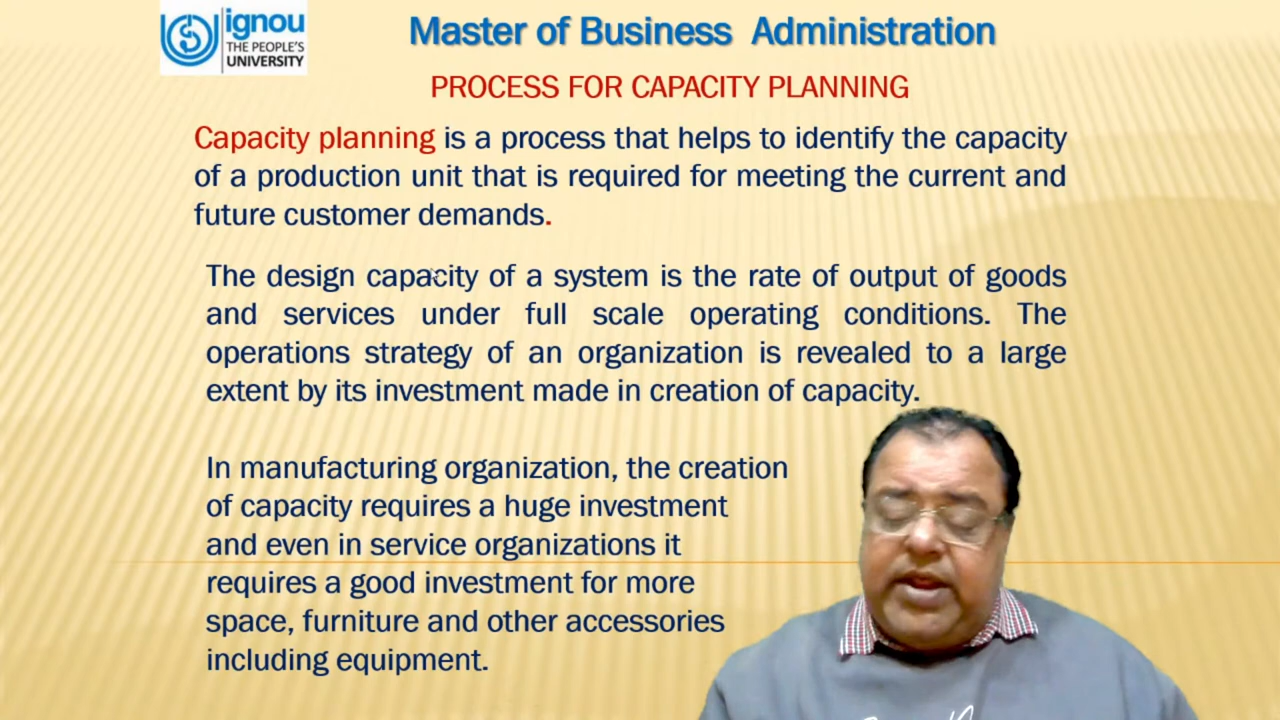 ignou
THE PEOPLE'S
UNIVERSITY
Master of Business Administration
PROCESS FOR CAPACITY PLANNING
Capacity planning is a process that helps to identify the capacity
of a production unit that is required for meeting the current and
future customer demands.
The design capacity of a system is the rate of output of goods
and services under full scale operating conditions. The
operations strategy of an organization is revealed to a large
extent by its investment made in creation of capacity.
In manufacturing organization, the creation
of capacity requires a huge investment
and even in service organizations it
requires a good investment for more
space, furniture and other accessories
including equipment.